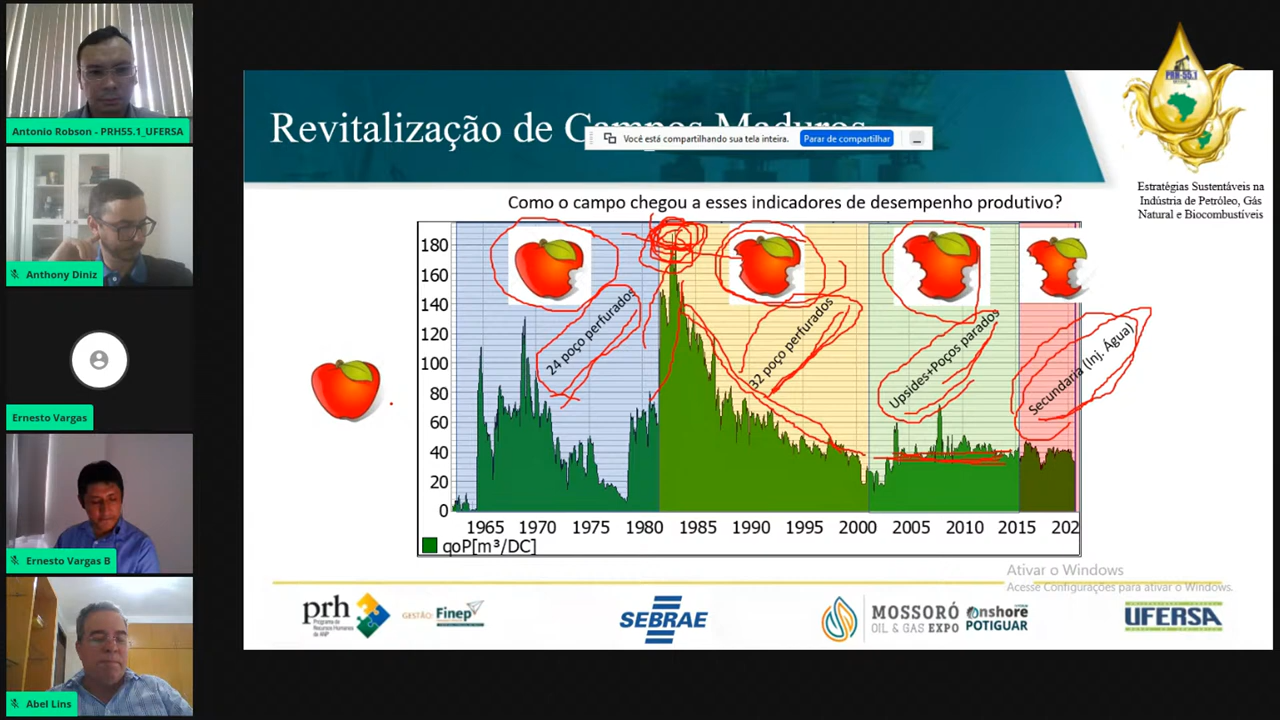 Antonio Robson - PRH55.1_UFERSA
Anthony Diniz
Ernesto Vargas
Ernesto Vargas B
Abel Lins
Revitalização de Campos Maduros
Você está compartilhando sua tela inteira.
Parar de compartilhar
PRH-55.1
Estratégias Sustentáveis na
Indústria de Petróleo, Gás
Natural e Biocombustíveis
Como o campo chegou a esses indicadores de desempenho produtivo?
180
160
140
120
100
80
60
40
20
0
24 poço perfurados
32 poço perfurados
Upsides+Poços parados
Secundaria (Inj. Água)
1965 1970 1975 1980 1985 1990 1995 2000 2005 2010 2015 202
qoP[m³/DC]
Ativar o Windows
Acesse Configurações para ativar o Windows.
prh
Programa de
Recursos Humanos
da ANP
GESTÃO: Finep
SEBRAE
MOSSORÓ
OIL & GAS EXPO
Onshore
POTIGUAR
UFERSA